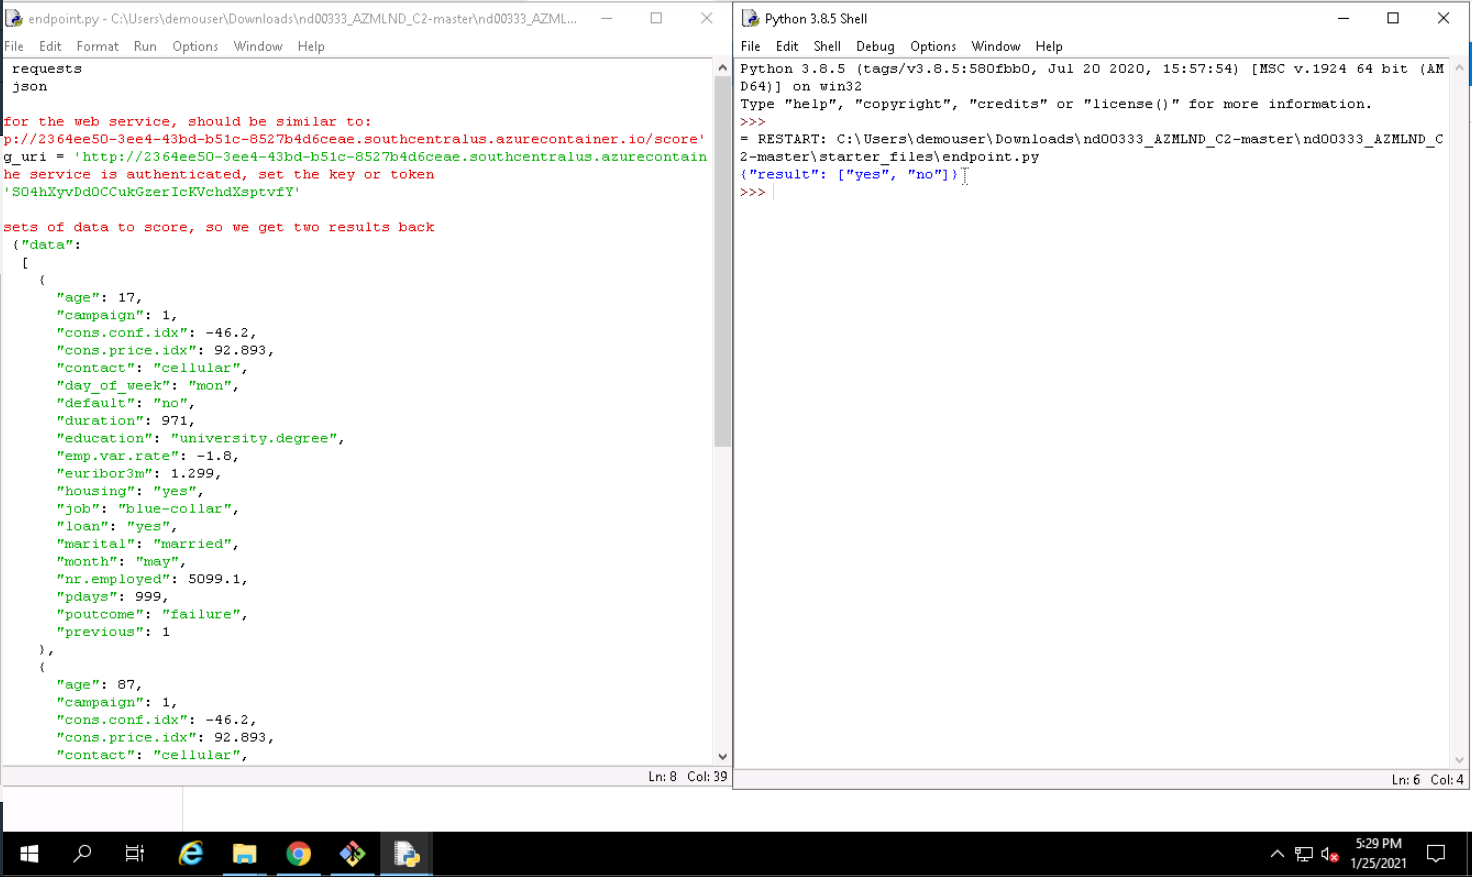 endpoint.py - C:\Users\demouser\Downloads\nd00333_AZMLND_C2-master\nd00333_AZML...
File Edit Format Run Options Window Help
requests
json
for the web service, should be similar to:
p://2364ee50-3ee4-43bd-b51c-8527b4d6ceae.southcentralus.azurecontainer.io/score'
g_uri = 'http://2364ee50-3ee4-43bd-b51c-8527b4d6ceae.southcentralus.azurecontain
he service is authenticated, set the key or token
'SO4hXyvDdOCCukGzerIcKVchdXsptvfY'
sets of data to score, so we get two results back
{"data":
[
{
"age": 17,
"campaign": 1,
"cons.conf.idx": -46.2,
"cons.price.idx": 92.893,
"contact": "cellular",
"day_of_week": "mon",
"default": "no",
"duration": 971,
"education": "university.degree",
"emp.var.rate": -1.8,
"euribor3m": 1.299,
"housing": "yes",
"job": "blue-collar",
"loan": "yes",
"marital": "married",
"month": "may",
"nr.employed": 5099.1,
"pdays": 999,
"poutcome": "failure",
"previous": 1
},
{
"age": 87,
"campaign": 1,
"cons.conf.idx": -46.2,
"cons.price.idx": 92.893,
"contact": "cellular",
Ln: 8 Col: 39
Python 3.8.5 Shell
File Edit Shell Debug Options Window Help
Python 3.8.5 (tags/v3.8.5:580fbb0, Jul 20 2020, 15:57:54) [MSC v.1924 64 bit (AM
D64)] on win32
Type "help", "copyright", "credits" or "license()" for more information.
>>>
= RESTART: C:\Users\demouser\Downloads\nd00333_AZMLND_C2-master\nd00333_AZMLND_C
2-master\starter_files\endpoint.py
{"result": ["yes", "no"]}
>>>
Ln: 6 Col: 4
5:29 PM
1/25/2021